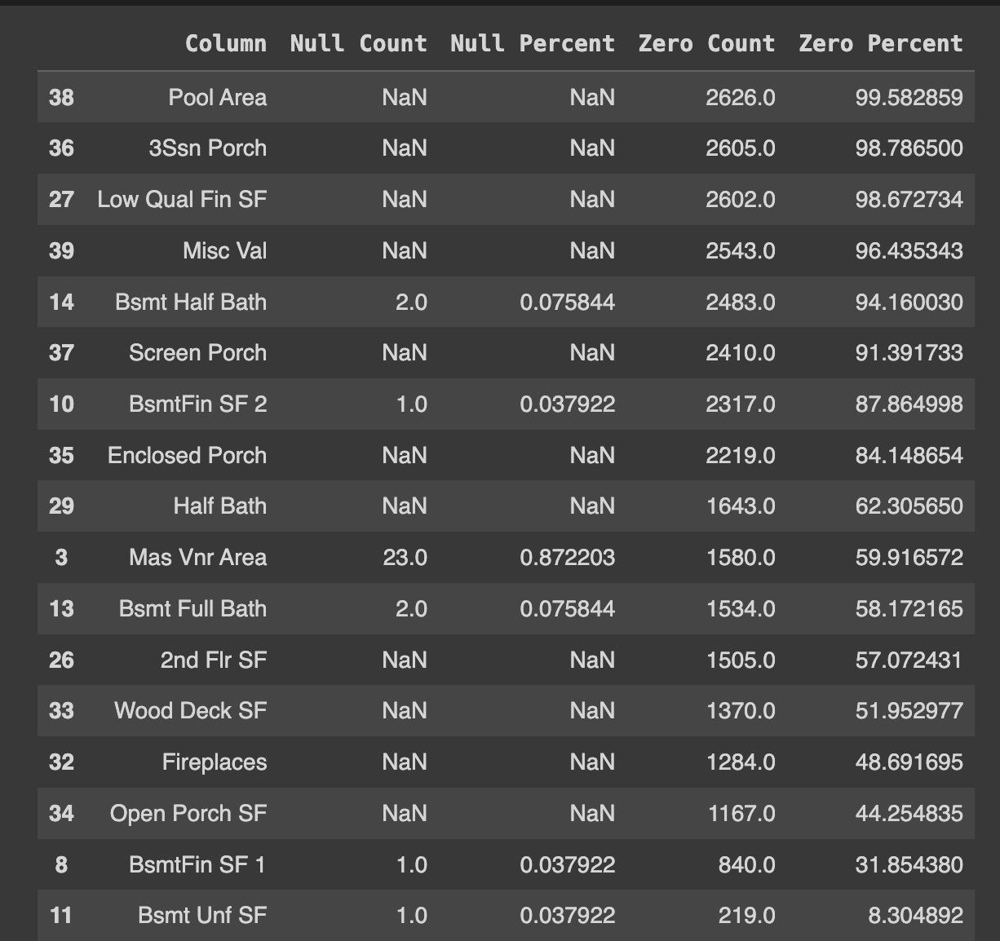 Column Null Count Null Percent Zero Count Zero Percent
38 Pool Area NaN NaN 2626.0 99.582859
36 3Ssn Porch NaN NaN 2605.0 98.786500
27 Low Qual Fin SF NaN NaN 2602.0 98.672734
39 Misc Val NaN NaN 2543.0 96.435343
14 Bsmt Half Bath 2.0 0.075844 2483.0 94.160030
37 Screen Porch NaN NaN 2410.0 91.391733
10 BsmtFin SF 2 1.0 0.037922 2317.0 87.864998
35 Enclosed Porch NaN NaN 2219.0 84.148654
29 Half Bath NaN NaN 1643.0 62.305650
3 Mas Vnr Area 23.0 0.872203 1580.0 59.916572
13 Bsmt Full Bath 2.0 0.075844 1534.0 58.172165
26 2nd Flr SF NaN NaN 1505.0 57.072431
33 Wood Deck SF NaN NaN 1370.0 51.952977
32 Fireplaces NaN NaN 1284.0 48.691695
34 Open Porch SF NaN NaN 1167.0 44.254835
8 BsmtFin SF 1 1.0 0.037922 840.0 31.854380
11 Bsmt Unf SF 1.0 0.037922 219.0 8.304892